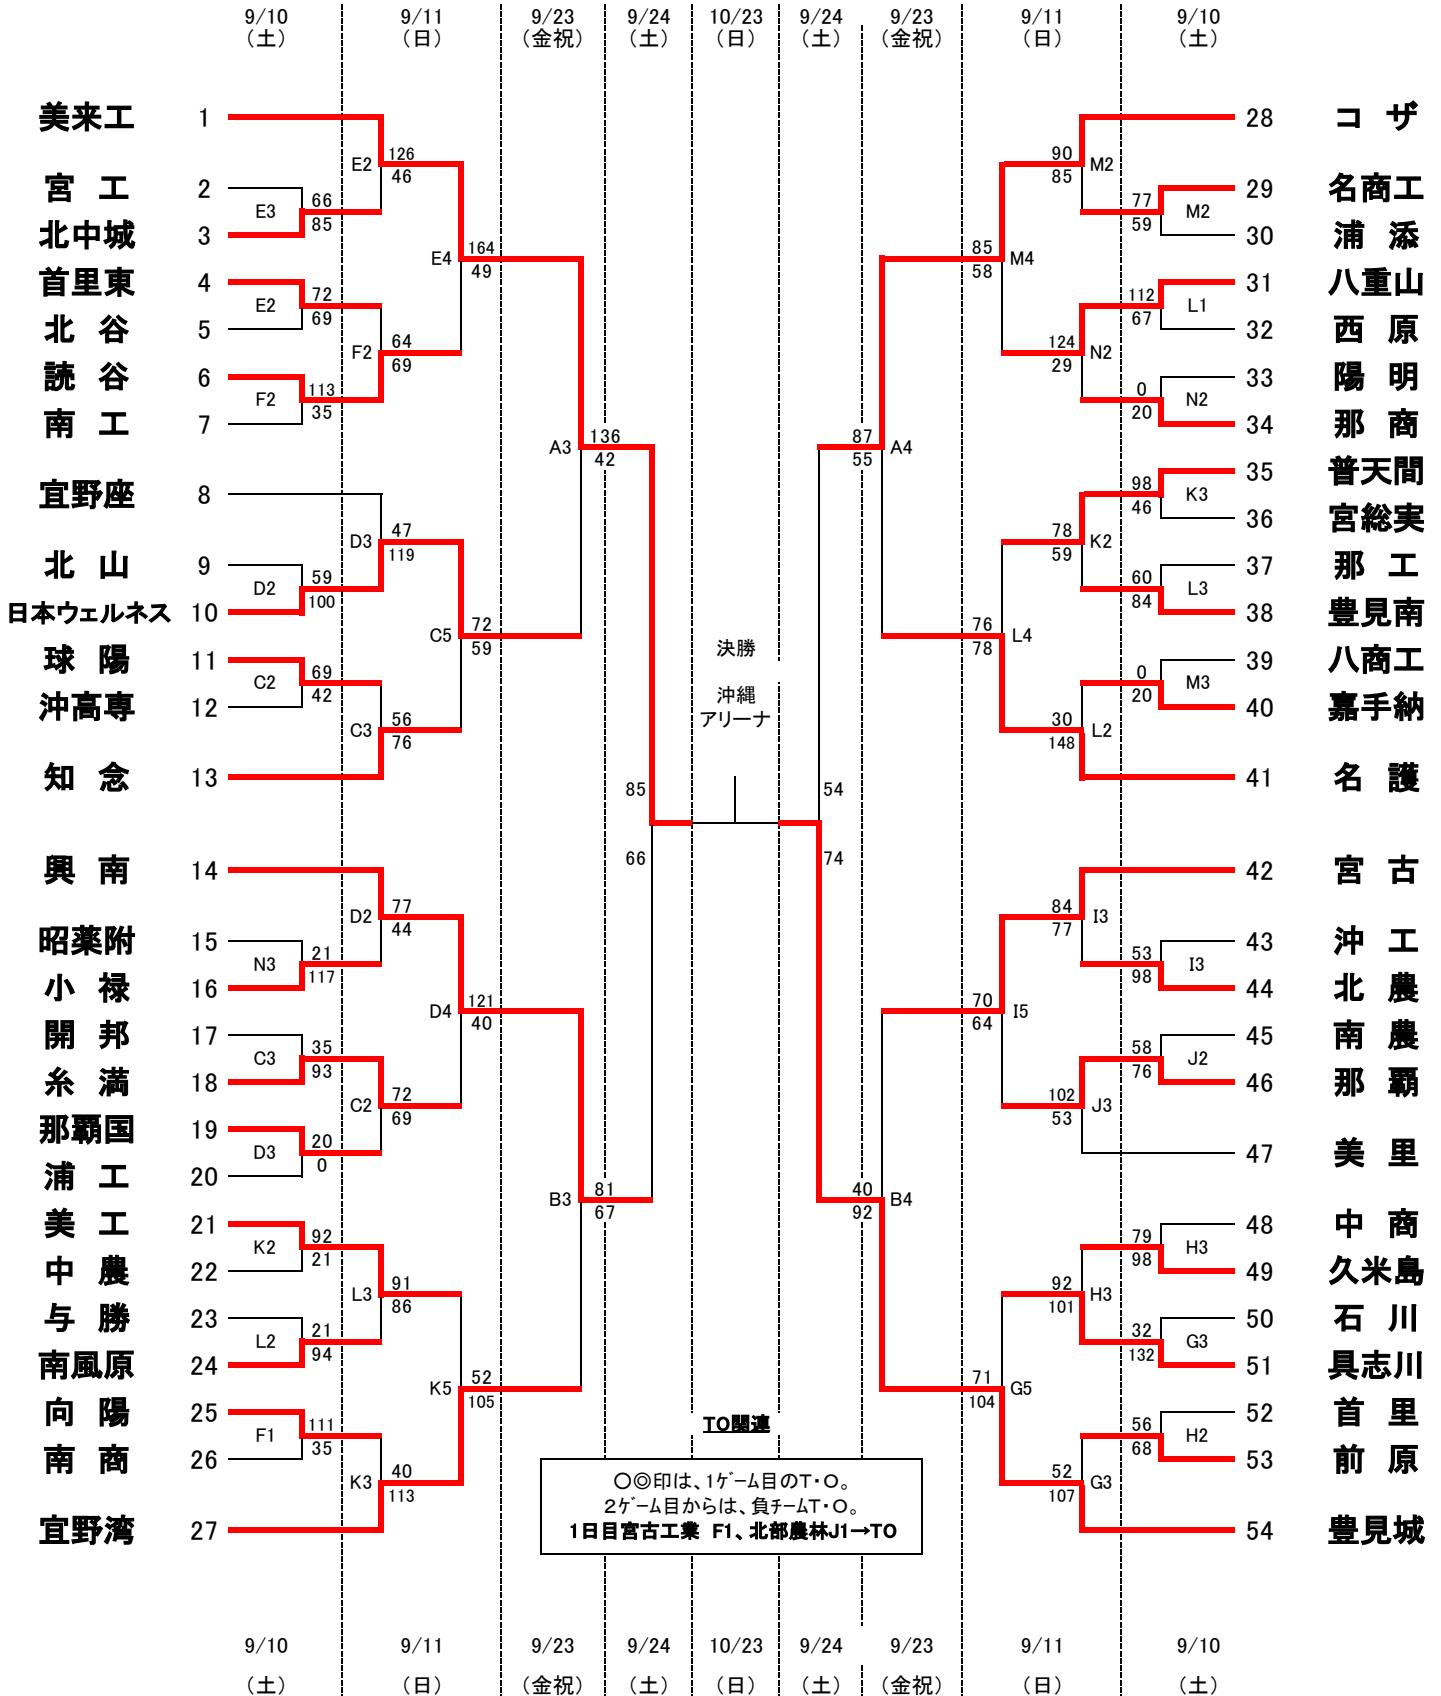 9/10 9/11 9/23 9/24 10/23 9/24 9/23 9/11 9/10
（土） （日） （金祝） （土） （日） （土） （金祝） （日） （土）
美来工 1 28 コザ
E2 126 90 M2
46 85
宮工 2 29 名商工
E3 66 77 M2
85 59
北中城 3 30 浦添
E4 164 85 M4
49 58
首里東 4 31 八重山
E2 72 112 L1
69 67
北谷 5 32 西原
F2 64 124 N2
69 29
読谷 6 33 陽明
F2 113 0 N2
35 20
南工 7 34 那商
A3 136 87 A4
42 55
宜野座 8 35 普天間
98 K3
46
36 宮総実
D3 47 78 K2
119 59
北山 9 37 那工
D2 59 60 L3
100 84
日本ウェルネス 10 38 豊見南
C5 72 76 L4
59 78
決勝
球陽 11 39 八商工
C2 69 0 M3
42 20
沖縄
沖高専 12 40 嘉手納
アリーナ
C3 56 30 L2
76 148
知念 13 41 名護
85 54
66 74
興南 14 42 宮古
D2 77 84 I3
44 77
昭薬附 15 43 沖工
N3 21 53 I3
117 98
小禄 16 44 北農
D4 121 70 I5
40 64
開邦 17 45 南農
C3 35 58 J2
93 76
糸満 18 46 那覇
C2 72 102 J3
69 53
那覇国 19
D3 20
0
47 美里
浦工 20
B3 81 40 B4
67 92
美工 21 48 中商
K2 92 79 H3
21 98
中農 22 49 久米島
L3 91 92 H3
86 101
与勝 23 50 石川
L2 21 32 G3
94 132
南風原 24 51 具志川
K5 52 71 G5
105 104
向陽 25 52 首里
TO関連
F1 111 56 H2
35 68
南商 26 53 前原
K3 40 52 G3
113 107
〇◎印は、1ｹﾞｰﾑ目のT・O。
2ｹﾞｰﾑ目からは、負ﾁｰﾑT・O。
1日目宮古工業 F1、北部農林J1→TO
宜野湾 27 54 豊見城
9/10 9/11 9/23 9/24 10/23 9/24 9/23 9/11 9/10
（土） （日） （金祝） （土） （日） （土） （金祝） （日） （土）